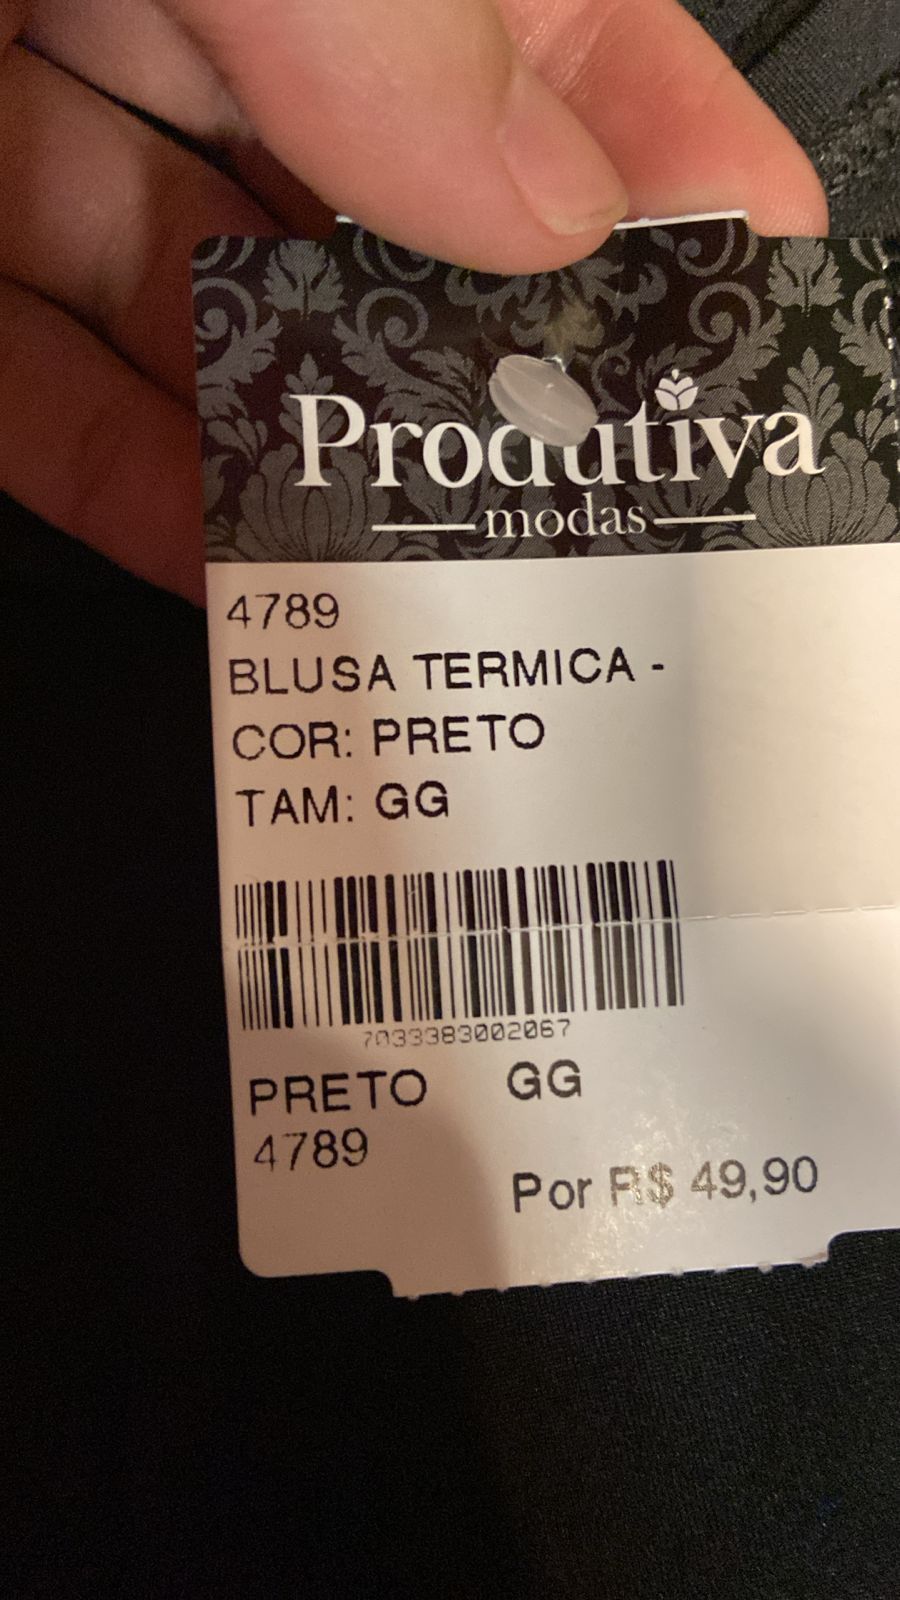 Produtiva
modas
4789
BLUSA TERMICA -
COR: PRETO
TAM: GG
7033383002067
PRETO GG
4789
Por R$ 49,90